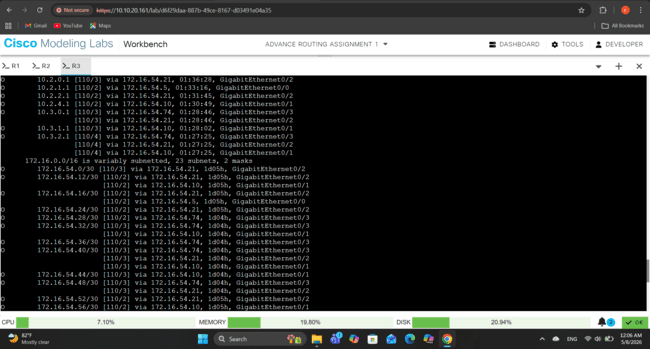 Not secure https://10.10.20.161/lab/d6f29daa-887b-49ce-8167-d03491e04a35
Gmail YouTube Maps All Bookmarks
Cisco Modeling Labs Workbench ADVANCE ROUTING ASSIGNMENT 1 DASHBOARD TOOLS DEVELOPER
R1 R2 R3
O 10.2.0.1 [110/3] via 172.16.54.21, 01:36:28, GigabitEthernet0/2
O 10.2.1.1 [110/2] via 172.16.54.5, 01:33:16, GigabitEthernet0/0
O 10.2.2.1 [110/2] via 172.16.54.21, 01:31:45, GigabitEthernet0/2
O 10.2.4.1 [110/2] via 172.16.54.10, 01:30:49, GigabitEthernet0/1
O 10.3.0.1 [110/3] via 172.16.54.74, 01:28:46, GigabitEthernet0/3
[110/3] via 172.16.54.21, 01:28:46, GigabitEthernet0/2
O 10.3.1.1 [110/3] via 172.16.54.10, 01:28:02, GigabitEthernet0/1
O 10.3.2.1 [110/4] via 172.16.54.74, 01:27:25, GigabitEthernet0/3
[110/4] via 172.16.54.21, 01:27:25, GigabitEthernet0/2
[110/4] via 172.16.54.10, 01:27:25, GigabitEthernet0/1
172.16.0.0/16 is variably subnetted, 23 subnets, 2 masks
O 172.16.54.0/30 [110/3] via 172.16.54.21, 1d05h, GigabitEthernet0/2
O 172.16.54.12/30 [110/2] via 172.16.54.21, 1d05h, GigabitEthernet0/2
[110/2] via 172.16.54.10, 1d05h, GigabitEthernet0/1
O 172.16.54.16/30 [110/2] via 172.16.54.21, 1d05h, GigabitEthernet0/2
[110/2] via 172.16.54.5, 1d05h, GigabitEthernet0/0
O 172.16.54.24/30 [110/2] via 172.16.54.21, 1d05h, GigabitEthernet0/2
O 172.16.54.28/30 [110/2] via 172.16.54.74, 1d04h, GigabitEthernet0/3
O 172.16.54.32/30 [110/3] via 172.16.54.74, 1d04h, GigabitEthernet0/3
[110/3] via 172.16.54.10, 1d04h, GigabitEthernet0/1
O 172.16.54.36/30 [110/2] via 172.16.54.74, 1d04h, GigabitEthernet0/3
O 172.16.54.40/30 [110/3] via 172.16.54.74, 1d04h, GigabitEthernet0/3
[110/3] via 172.16.54.21, 1d04h, GigabitEthernet0/2
[110/3] via 172.16.54.10, 1d04h, GigabitEthernet0/1
O 172.16.54.44/30 [110/2] via 172.16.54.10, 1d04h, GigabitEthernet0/1
O 172.16.54.48/30 [110/3] via 172.16.54.74, 1d04h, GigabitEthernet0/3
[110/3] via 172.16.54.21, 1d04h, GigabitEthernet0/2
O 172.16.54.52/30 [110/2] via 172.16.54.21, 1d04h, GigabitEthernet0/2
O 172.16.54.56/30 [110/2] via 172.16.54.10, 1d04h, GigabitEthernet0/1
CPU 7.10% MEMORY 19.80% DISK 20.94% 2 OK
82°F
Mostly clear
Search
ENG
12:06 AM
5/8/2026